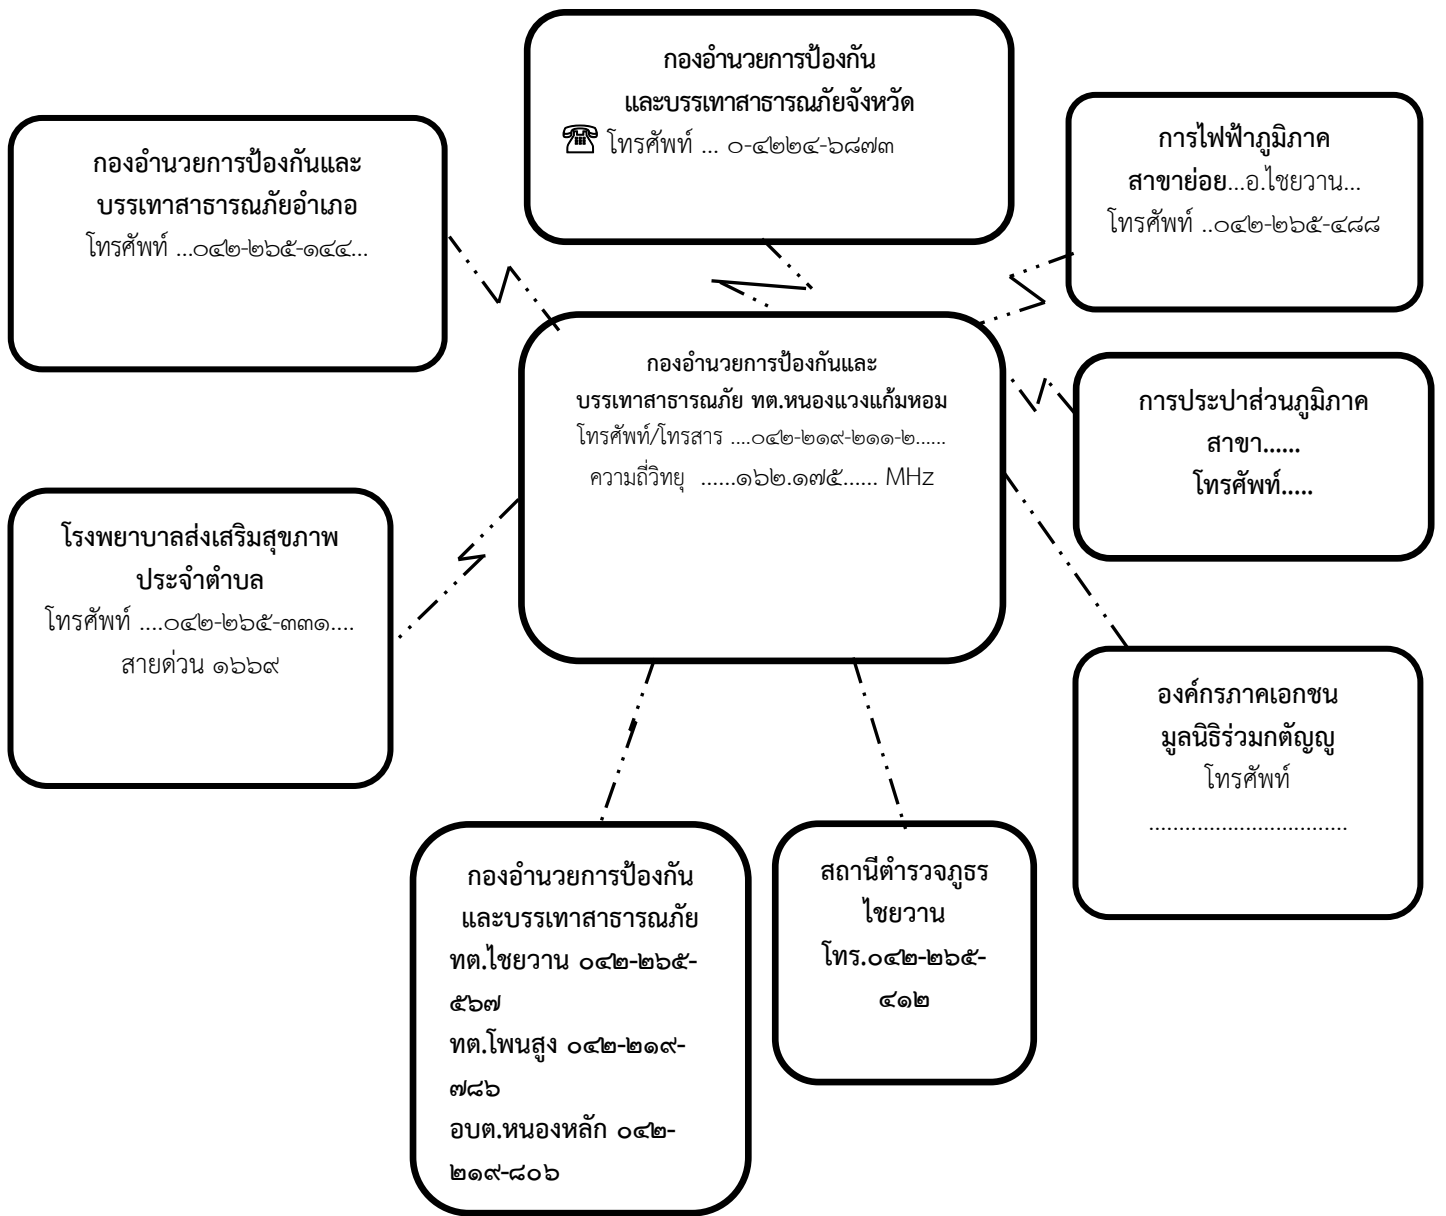 กองอำนวยการป้องกัน
และบรรเทาสาธารณภัยจังหวัด
โทรศัพท์ ... ๐-๔๒๒๔-๖๘๗๓
กองอำนวยการป้องกันและ
บรรเทาสาธารณภัยอำเภอ
โทรศัพท์ ...๐๔๒-๒๖๕-๑๔๔...
การไฟฟ้าภูมิภาค
สาขาย่อย...อ.ไชยวาน...
โทรศัพท์ ..๐๔๒-๒๖๕-๔๘๘
กองอำนวยการป้องกันและ
บรรเทาสาธารณภัย ทต.หนองแวงแก้มหอม
โทรศัพท์/โทรสาร ....๐๔๒-๒๑๙-๒๑๑-๒......
ความถี่วิทยุ ......๑๖๒.๑๗๕...... MHz
การประปาส่วนภูมิภาค
สาขา......
โทรศัพท์.....
โรงพยาบาลส่งเสริมสุขภาพ
ประจำตำบล
โทรศัพท์ ....๐๔๒-๒๖๕-๓๓๑....
สายด่วน ๑๖๖๙
องค์กรภาคเอกชน
มูลนิธิร่วมกตัญญู
โทรศัพท์
.................................
กองอำนวยการป้องกัน
และบรรเทาสาธารณภัย
ทต.ไชยวาน ๐๔๒-๒๖๕-
๕๖๗
ทต.โพนสูง ๐๔๒-๒๑๙-
๗๘๖
อบต.หนองหลัก ๐๔๒-
๒๑๙-๘๐๖
สถานีตำรวจภูธร
ไชยวาน
โทร.๐๔๒-๒๖๕-
๔๑๒